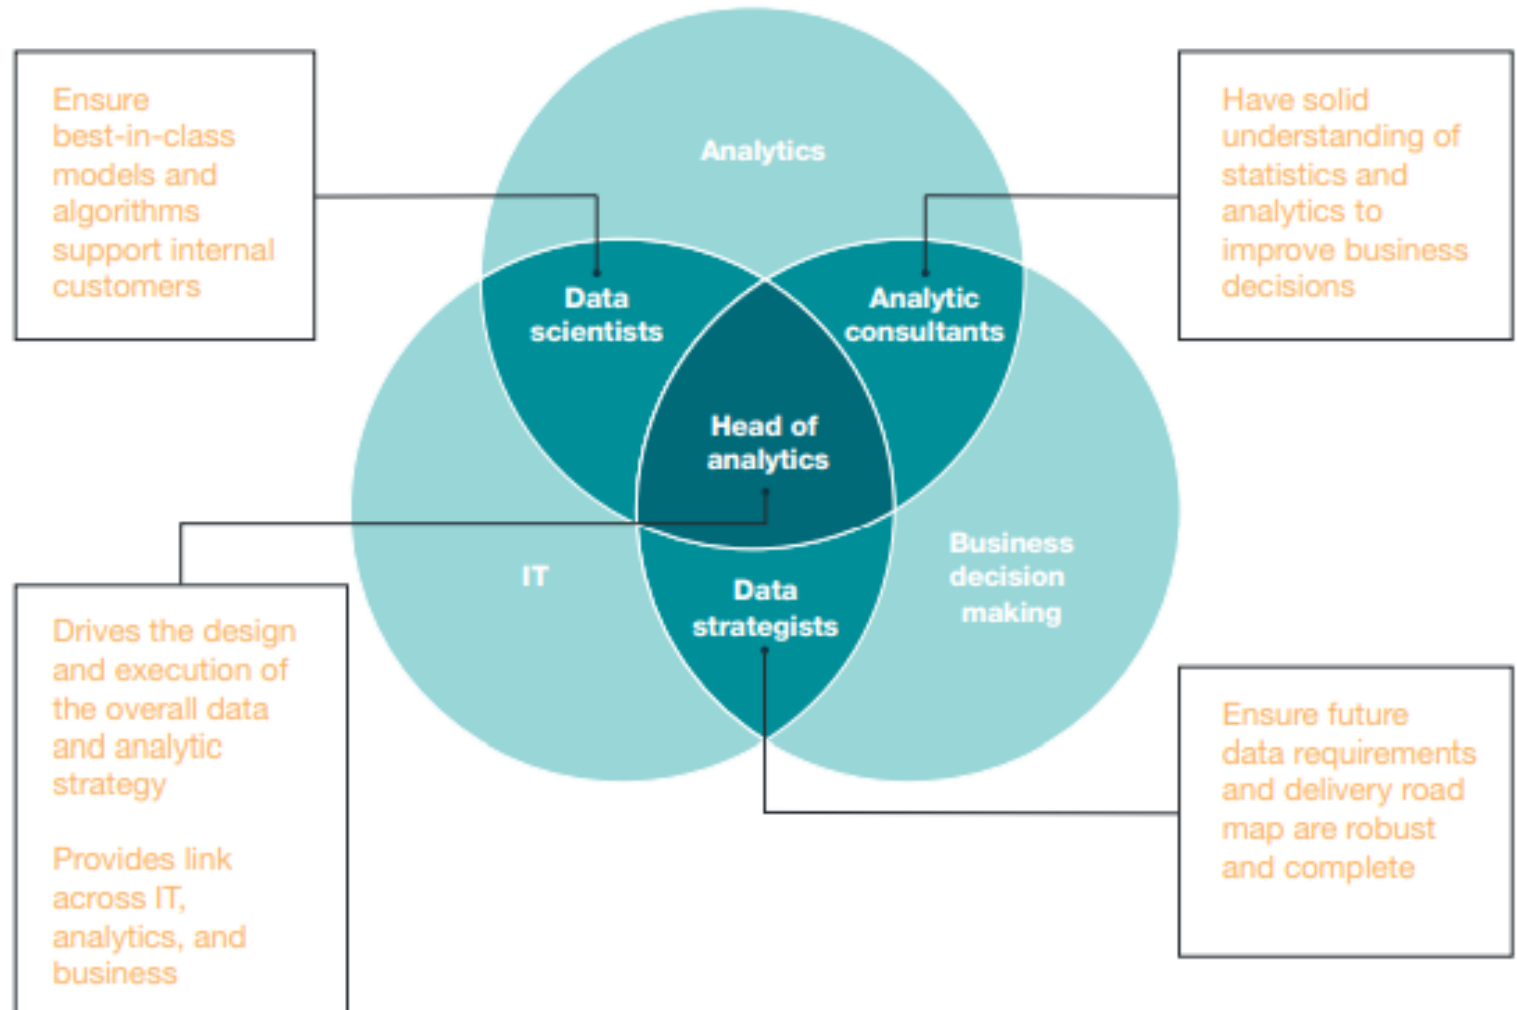 Ensure
best-in-class
models and
algorithms
support internal
customers
Analytics
Have solid
understanding of
statistics and
analytics to
improve business
decisions
Data
scientists
Analytic
consultants
Head of
analytics
IT
Business
decision
making
Data
strategists
Drives the design
and execution of
the overall data
and analytic
strategy
Provides link
across IT,
analytics, and
business
Ensure future
data requirements
and delivery road
map are robust
and complete